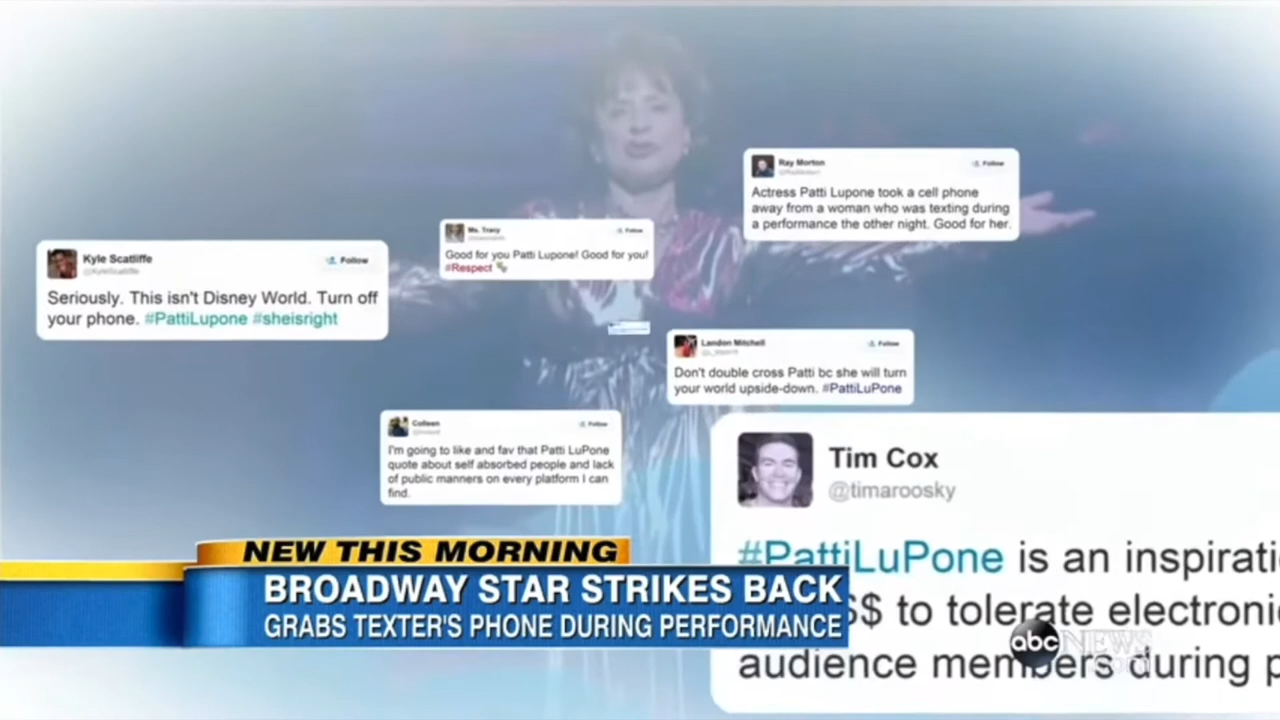 Ray Morton
Follow
Actress Patti Lupone took a cell phone
away from a woman who was texting during
a performance the other night. Good for her.
Ms. Tracy
Follow
Good for you Patti Lupone! Good for you!
#Respect
Kyle Scatliffe
@KyleScatliffe
Follow
Seriously. This isn't Disney World. Turn off
your phone. #PattiLupone #sheisright
Landon Mitchell
Follow
Don't double cross Patti bc she will turn
your world upside-down. #PattiLuPone
Colleen
Follow
I'm going to like and fav that Patti LuPone
quote about self absorbed people and lack
of public manners on every platform I can
find.
Tim Cox
@timaroosky
#PattiLuPone is an inspirati
$ to tolerate electroni
audience members during p
NEW THIS MORNING
BROADWAY STAR STRIKES BACK
GRABS TEXTER'S PHONE DURING PERFORMANCE
abc NEWS